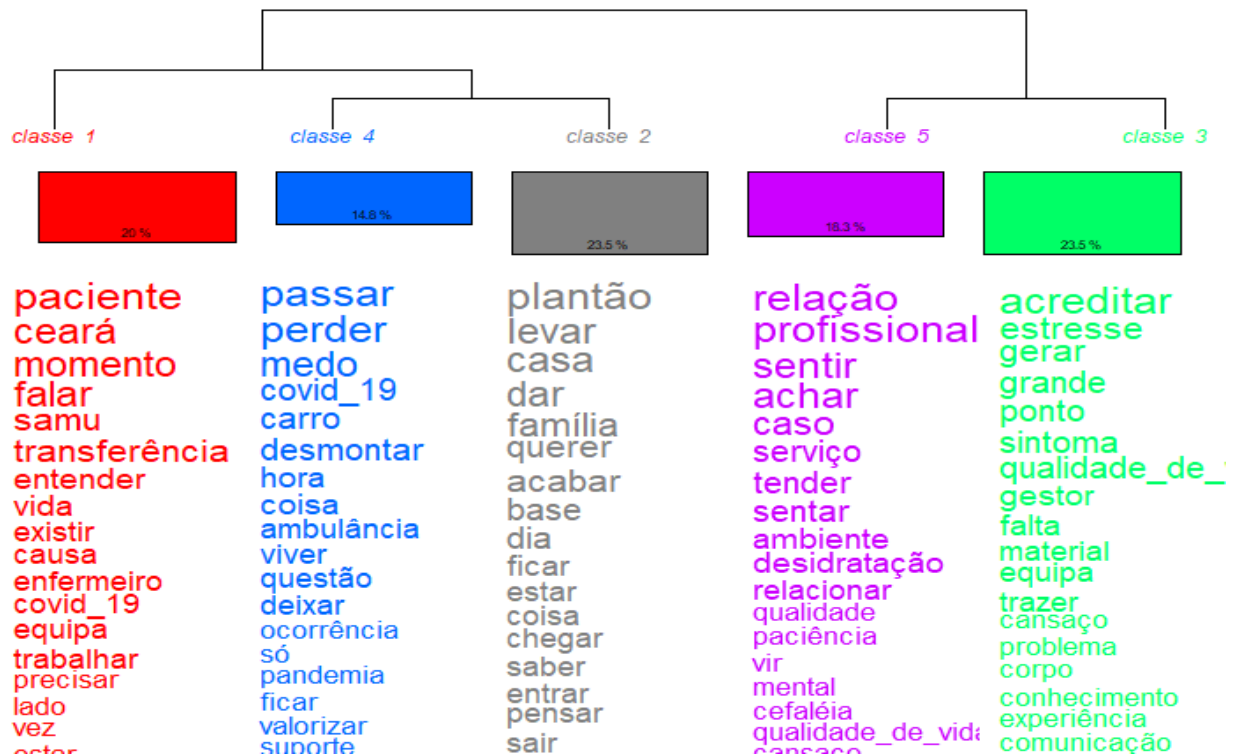 classe 1
classe 4
classe 2
classe 5
classe 3
20 %
14.8 %
23.5 %
18.3 %
23.5 %
paciente
ceará
momento
falar
samu
transferência
entender
vida
existir
causa
enfermeiro
covid_19
equipa
trabalhar
precisar
lado
vez
estar
passar
perder
medo
covid_19
carro
desmontar
hora
coisa
ambulância
viver
questão
deixar
ocorrência
só
pandemia
ficar
valorizar
suporte
plantão
levar
casa
dar
família
querer
acabar
base
dia
ficar
estar
coisa
chegar
saber
entrar
pensar
sair
relação
profissional
sentir
achar
caso
serviço
tender
sentar
ambiente
desidratação
relacionar
qualidade
paciência
vir
mental
cefaléia
qualidade_de_vida
cansaço
acreditar
estresse
gerar
grande
ponto
sintoma
qualidade_de_
gestor
falta
material
equipa
trazer
cansaço
problema
corpo
conhecimento
experiência
comunicação